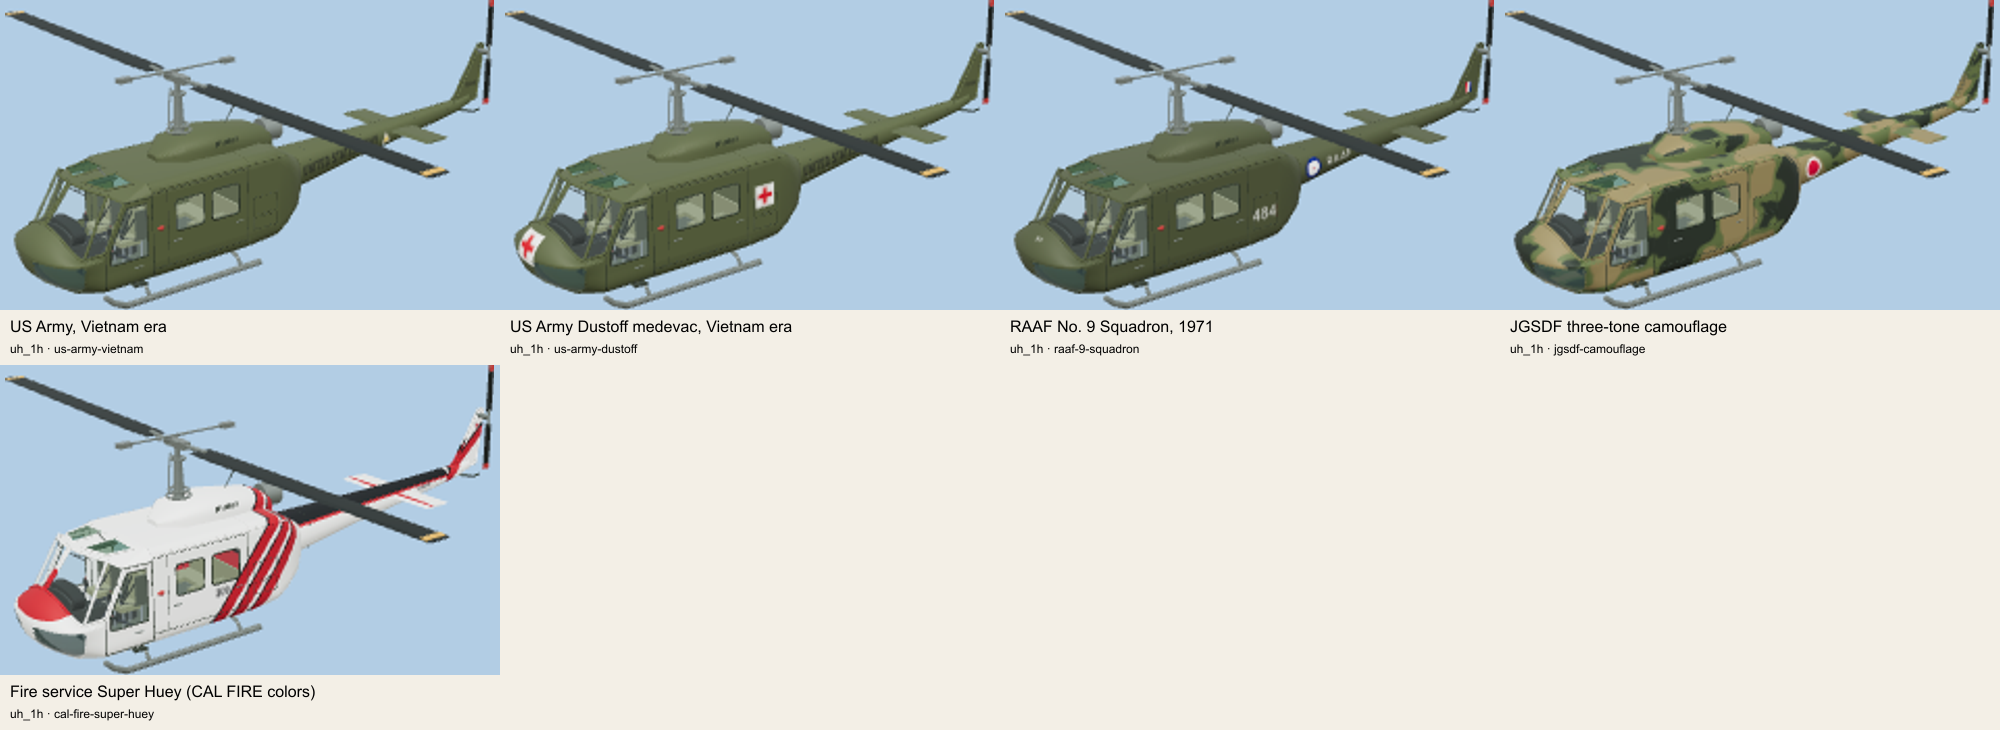 US Army, Vietnam era
uh_1h · us-army-vietnam
US Army Dustoff medevac, Vietnam era
uh_1h · us-army-dustoff
484
RAAF No. 9 Squadron, 1971
uh_1h · raaf-9-squadron
JGSDF three-tone camouflage
uh_1h · jgsdf-camouflage
Fire service Super Huey (CAL FIRE colors)
uh_1h · cal-fire-super-huey